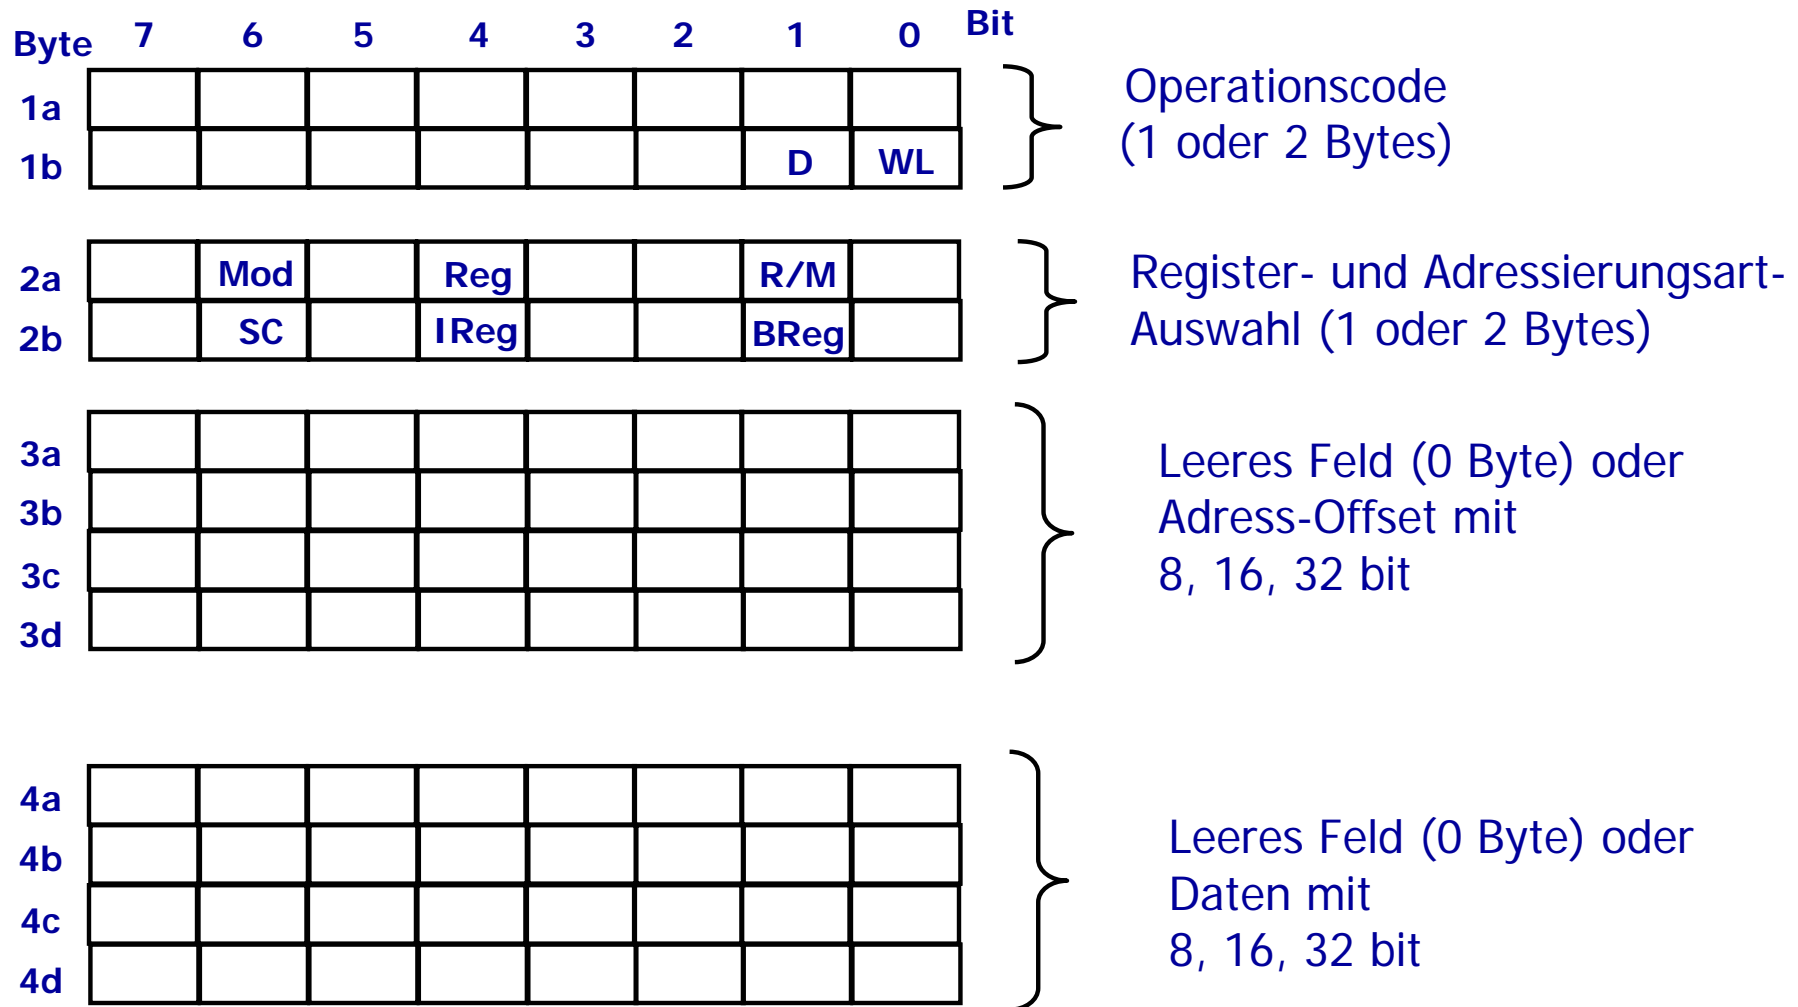 Byte 7 6 5 4 3 2 1 0 Bit
1a
1b D WL
Operationscode
(1 oder 2 Bytes)
2a Mod Reg R/M
2b SC IReg BReg
Register- und Adressierungsart-
Auswahl (1 oder 2 Bytes)
3a
3b
3c
3d
Leeres Feld (0 Byte) oder
Adress-Offset mit
8, 16, 32 bit
4a
4b
4c
4d
Leeres Feld (0 Byte) oder
Daten mit
8, 16, 32 bit